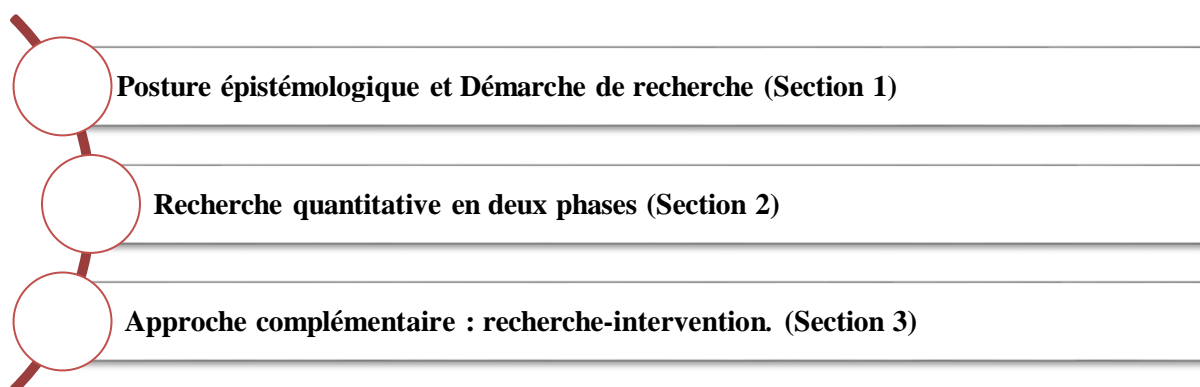 Posture épistémologique et Démarche de recherche (Section 1)
Recherche quantitative en deux phases (Section 2)
Approche complémentaire : recherche-intervention. (Section 3)